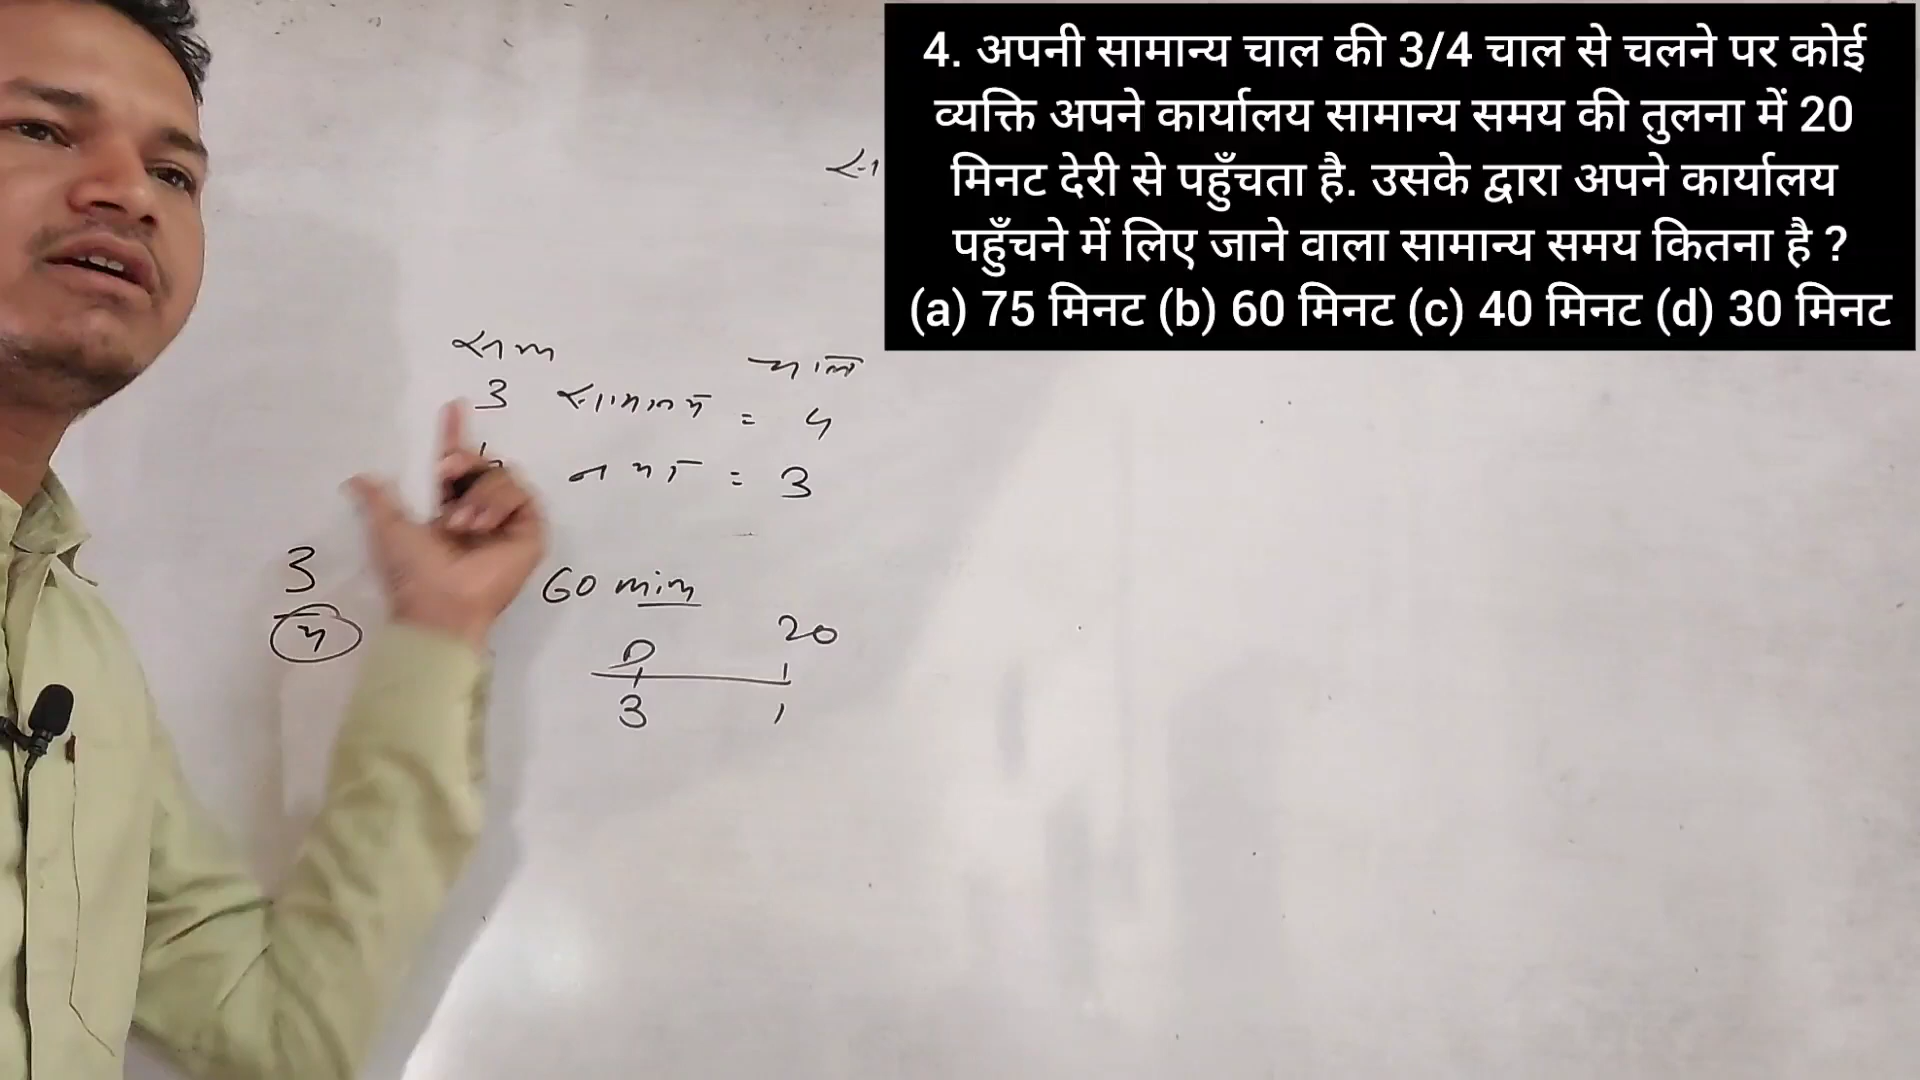 4. अपनी सामान्य चाल की 3/4 चाल से चलने पर कोई
व्यक्ति अपने कार्यालय सामान्य समय की तुलना में 20
मिनट देरी से पहुँचता है. उसके द्वारा अपने कार्यालय
पहुँचने में लिए जाने वाला सामान्य समय कितना है ?
(a) 75 मिनट (b) 60 मिनट (c) 40 मिनट (d) 30 मिनट
चाल
3 सामान्य = 4
नया = 3
3
4
60 min
20
3 1